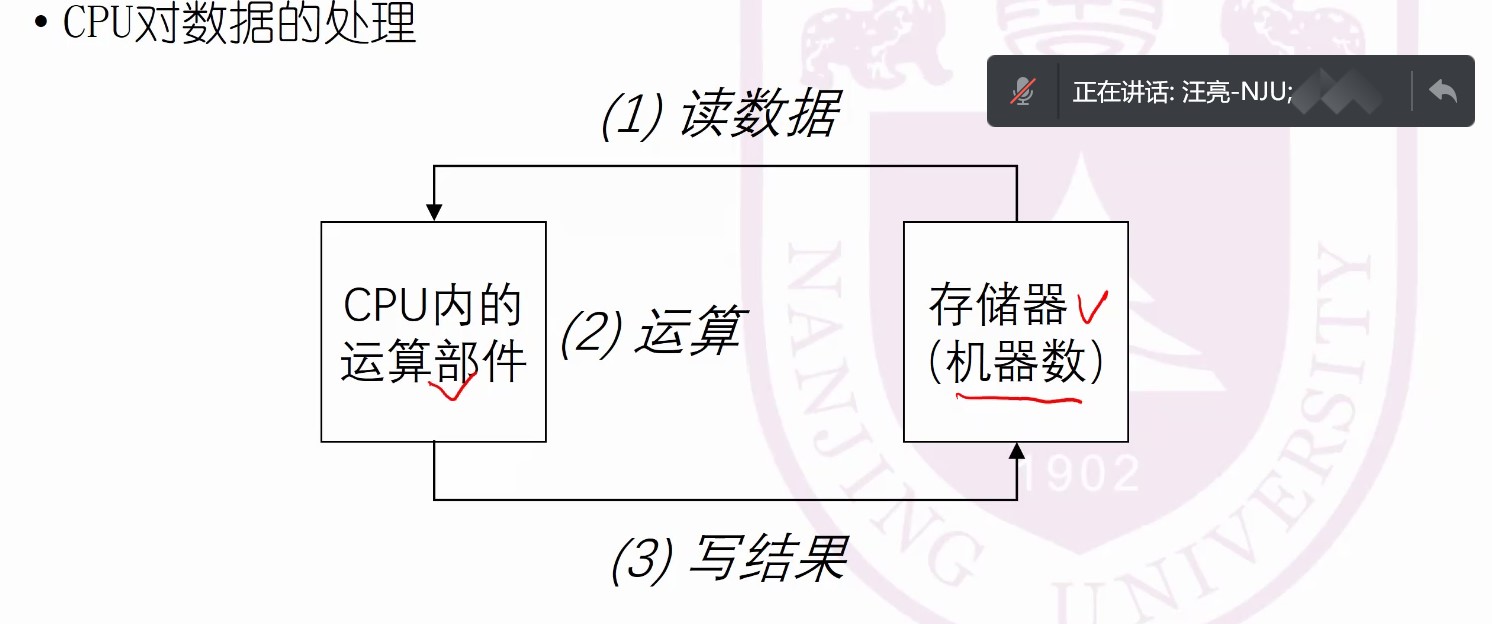 • CPU对数据的处理
正在讲话: 汪亮-NJU;
(1) 读数据
CPU内的
运算部件
(2) 运算
存储器
(机器数)
(3) 写结果
NANJING UNIVERSITY
1902